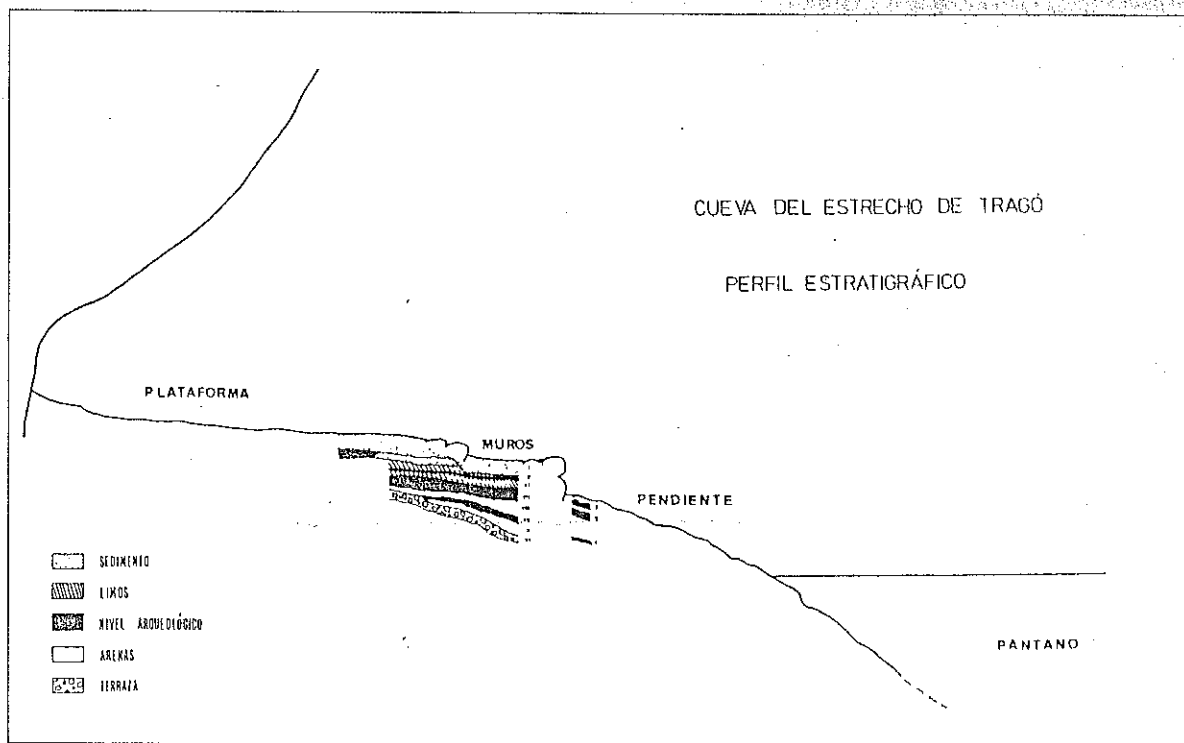 CUEVA DEL ESTRECHO DE TRAGÓ
PERFIL ESTRATIGRÁFICO
PLATAFORMA
MUROS
PENDIENTE
PANTANO
SEDIMENTO
LIMOS
NIVEL ARQUEOLÓGICO
ARENAS
TERRAZA